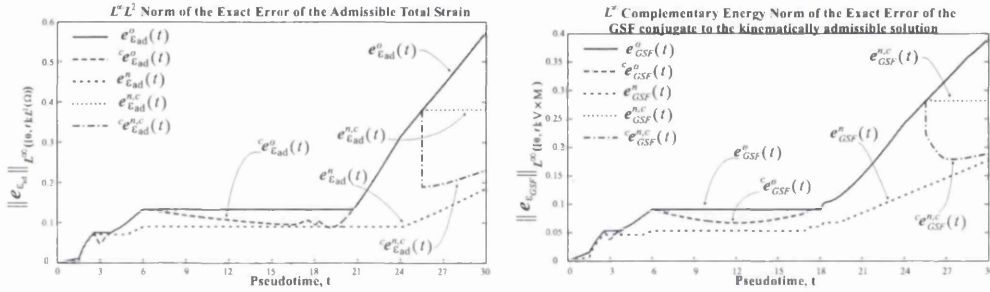 L∞L² Norm of the Exact Error of the Admissible Total Strain
e^o_εad(t)
^c e^o_εad(t)
e^n_εad(t)
e^{n,c}_εad(t)
^c e^{n,c}_εad(t)
e^o_εad(t)
e^{n,c}_εad(t)
^c e^o_εad(t)
e^n_εad(t)
^c e^{n,c}_εad(t)
0.6
0.5
0.4
0.3
0.2
0.1
0
0 3 6 9 12 15 18 21 24 27 30
Pseudotime, t
L∞ Complementary Energy Norm of the Exact Error of the
GSF conjugate to the kinematically admissible solution
e^o_GSF(t)
^c e^o_GSF(t)
e^n_GSF(t)
e^{n,c}_GSF(t)
^c e^{n,c}_GSF(t)
e^{n,c}_GSF(t)
e^n_GSF(t)
e^o_GSF(t)
^c e^o_GSF(t)
^c e^{n,c}_GSF(t)
0.4
0.35
0.3
0.25
0.2
0.15
0.1
0.05
0
0 3 6 9 12 15 18 21 24 27 30
Pseudotime, t